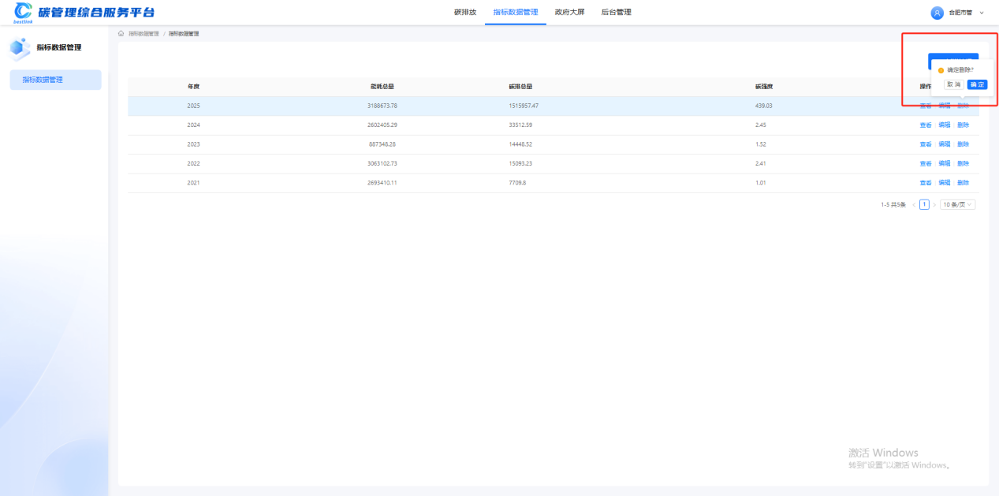 bestlink
碳管理综合服务平台
碳排放 指标数据管理 政府大屏 后台管理
合肥市管
指标数据管理
指标数据管理
指标数据管理 / 指标数据管理
确定删除?
取 消 确 定
年度 能耗总量 碳排总量 碳强度 操作
2025 3188673.78 1515957.47 439.03 查看 编辑 删除
2024 2602405.29 33512.59 2.45 查看 编辑 删除
2023 887348.28 14448.52 1.52 查看 编辑 删除
2022 3063102.73 15093.23 2.41 查看 编辑 删除
2021 2693410.11 7709.8 1.01 查看 编辑 删除
1-5 共5条 < 1 > 10 条/页
激活 Windows
转到"设置"以激活 Windows。